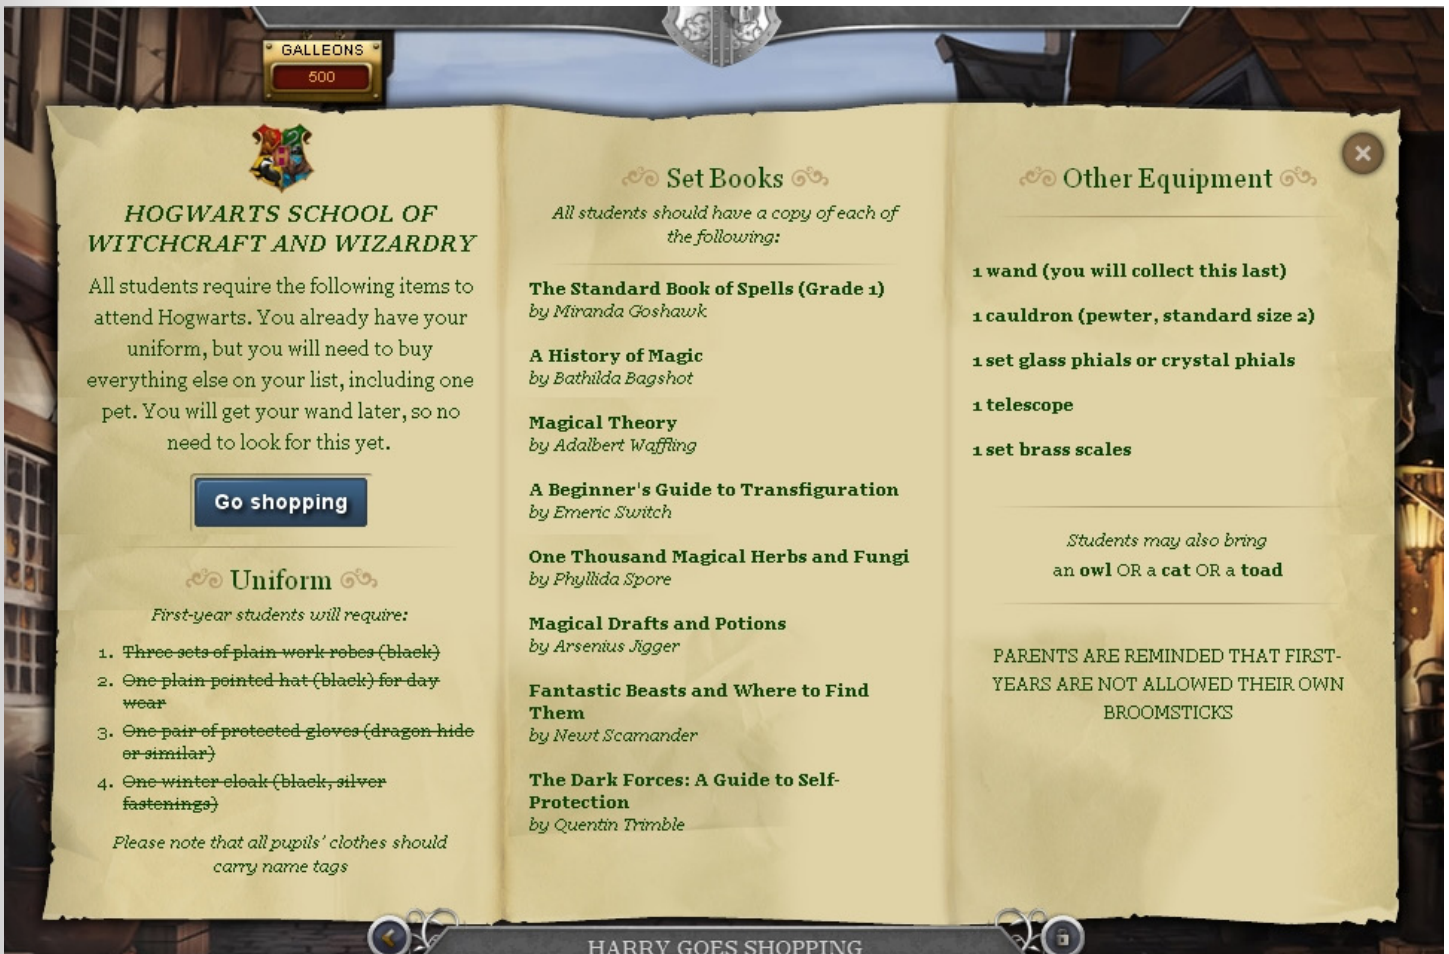 GALLEONS
500
HOGWARTS SCHOOL OF
WITCHCRAFT AND WIZARDRY
All students require the following items to
attend Hogwarts. You already have your
uniform, but you will need to buy
everything else on your list, including one
pet. You will get your wand later, so no
need to look for this yet.
Go shopping
Uniform
First-year students will require:
1. Three sets of plain work robes (black)
2. One plain pointed hat (black) for day
wear
3. One pair of protected gloves (dragon hide
or similar)
4. One winter cloak (black, silver
fastenings)
Please note that all pupils' clothes should
carry name tags
Set Books
All students should have a copy of each of
the following:
The Standard Book of Spells (Grade 1)
by Miranda Goshawk
A History of Magic
by Bathilda Bagshot
Magical Theory
by Adalbert Waffling
A Beginner's Guide to Transfiguration
by Emeric Switch
One Thousand Magical Herbs and Fungi
by Phyllida Spore
Magical Drafts and Potions
by Arsenius Jigger
Fantastic Beasts and Where to Find
Them
by Newt Scamander
The Dark Forces: A Guide to Self-
Protection
by Quentin Trimble
Other Equipment
1 wand (you will collect this last)
1 cauldron (pewter, standard size 2)
1 set glass phials or crystal phials
1 telescope
1 set brass scales
Students may also bring
an owl OR a cat OR a toad
PARENTS ARE REMINDED THAT FIRST-
YEARS ARE NOT ALLOWED THEIR OWN
BROOMSTICKS
HARRY GOES SHOPPING